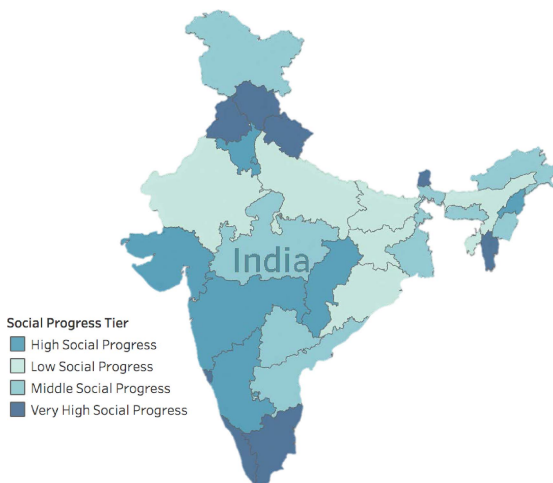 India
Social Progress Tier
High Social Progress
Low Social Progress
Middle Social Progress
Very High Social Progress